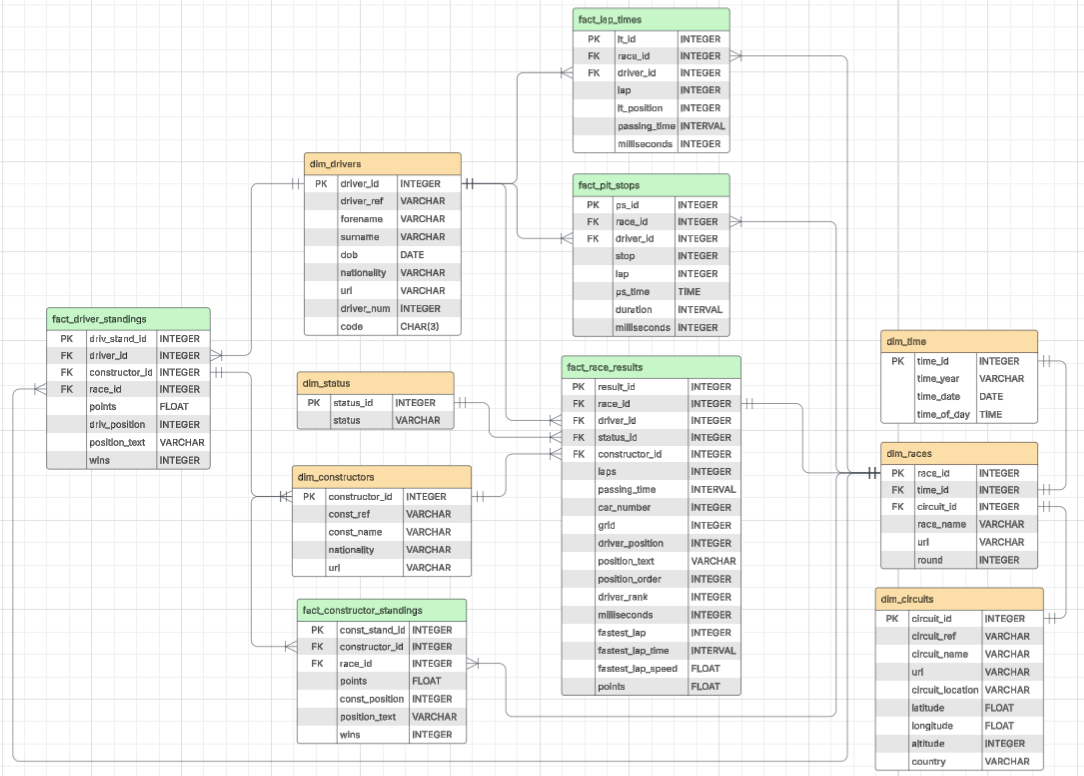 fact_lap_times
PK lt_id INTEGER
FK race_id INTEGER
FK driver_id INTEGER
lap INTEGER
lt_position INTEGER
passing_time INTERVAL
milliseconds INTEGER
dim_drivers
PK driver_id INTEGER
driver_ref VARCHAR
forename VARCHAR
surname VARCHAR
dob DATE
nationality VARCHAR
url VARCHAR
driver_num INTEGER
code CHAR(3)
fact_pit_stops
PK ps_id INTEGER
FK race_id INTEGER
FK driver_id INTEGER
stop INTEGER
lap INTEGER
ps_time TIME
duration INTERVAL
milliseconds INTEGER
fact_driver_standings
PK driv_stand_id INTEGER
FK driver_id INTEGER
FK constructor_id INTEGER
FK race_id INTEGER
points FLOAT
driv_position INTEGER
position_text VARCHAR
wins INTEGER
dim_status
PK status_id INTEGER
status VARCHAR
fact_race_results
PK result_id INTEGER
FK race_id INTEGER
FK driver_id INTEGER
FK status_id INTEGER
FK constructor_id INTEGER
laps INTEGER
passing_time INTERVAL
car_number INTEGER
grid INTEGER
driver_position INTEGER
position_text VARCHAR
position_order INTEGER
driver_rank INTEGER
milliseconds INTEGER
fastest_lap INTEGER
fastest_lap_time INTERVAL
fastest_lap_speed FLOAT
points FLOAT
dim_time
PK time_id INTEGER
time_year VARCHAR
time_date DATE
time_of_day TIME
dim_races
PK race_id INTEGER
FK time_id INTEGER
FK circuit_id INTEGER
race_name VARCHAR
url VARCHAR
round INTEGER
dim_constructors
PK constructor_id INTEGER
const_ref VARCHAR
const_name VARCHAR
nationality VARCHAR
url VARCHAR
fact_constructor_standings
PK const_stand_id INTEGER
FK constructor_id INTEGER
FK race_id INTEGER
points FLOAT
const_position INTEGER
position_text VARCHAR
wins INTEGER
dim_circuits
PK circuit_id INTEGER
circuit_ref VARCHAR
circuit_name VARCHAR
url VARCHAR
circuit_location VARCHAR
latitude FLOAT
longitude FLOAT
altitude INTEGER
country VARCHAR